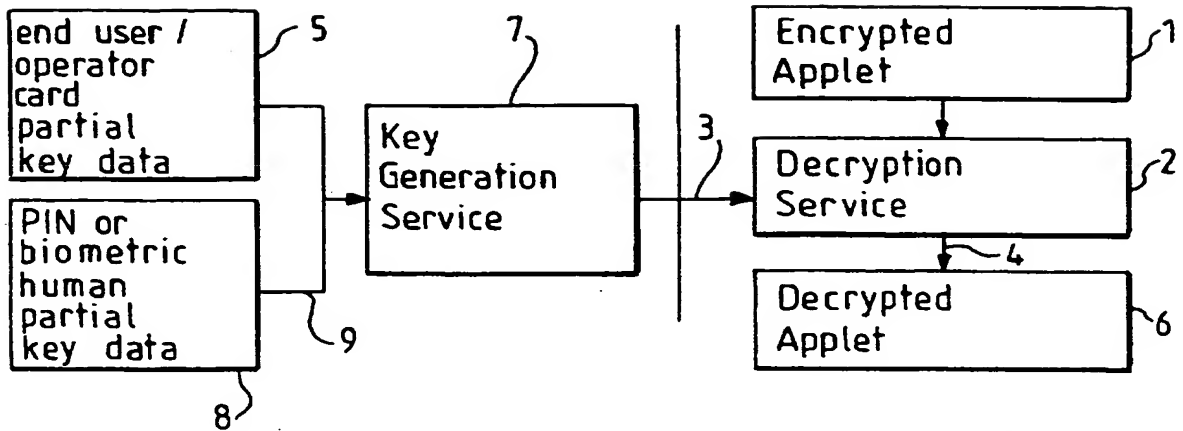 end user /
operator
card
partial
key data
5
PIN or
biometric
human
partial
key data
8
9
7
Key
Generation
Service
3
Encrypted
Applet
1
Decryption
Service
2
4
Decrypted
Applet
6